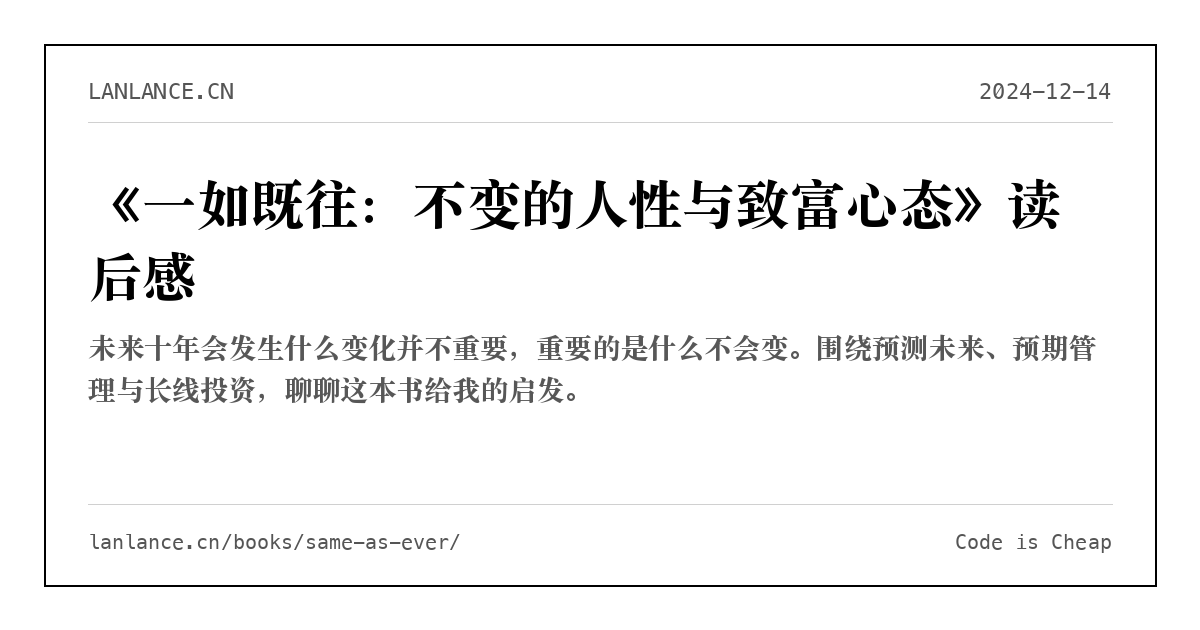 LANLANCE.CN
2024-12-14
《一如既往：不变的人性与致富心态》读
后感
未来十年会发生什么变化并不重要，重要的是什么不会变。围绕预测未来、预期管
理与长线投资，聊聊这本书给我的启发。
lanlance.cn/books/same-as-ever/
Code is Cheap